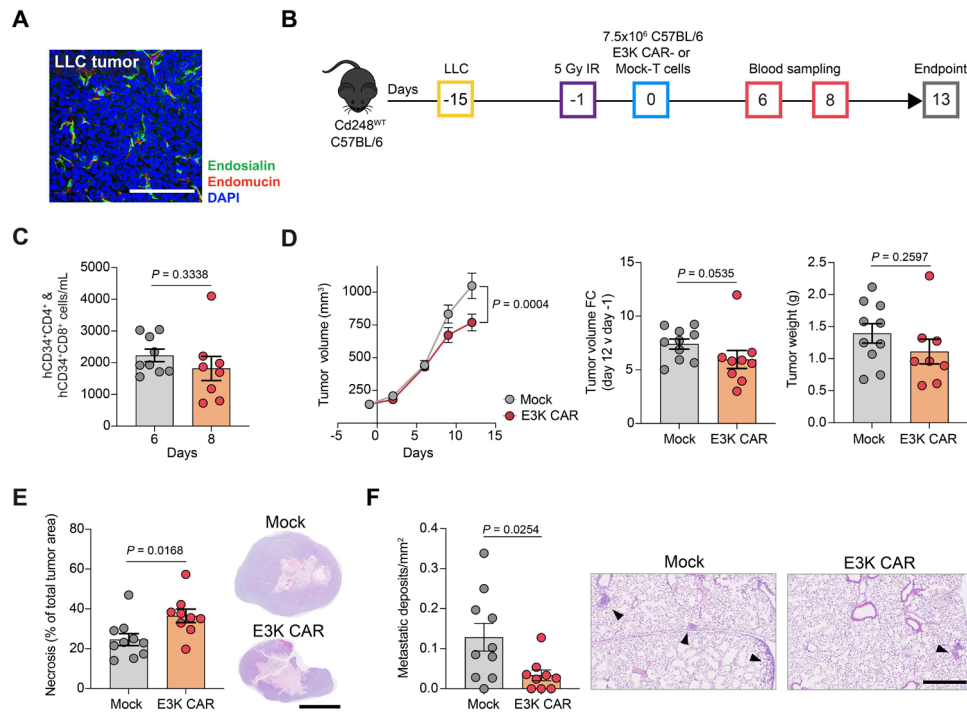 A
LLC tumor
Endosialin
Endomucin
DAPI
B
7.5x10⁶ C57BL/6
E3K CAR- or
Mock-T cells
LLC
5 Gy IR
Blood sampling
Endpoint
Days
-15
-1
0
6
8
13
Cd248ᵂᵀ
C57BL/6
C
hCD34⁺CD4⁺ &
hCD34⁺CD8⁺ cells/mL
5000
4000
3000
2000
1000
0
P = 0.3338
6
8
Days
D
Tumor volume (mm³)
1000
750
500
250
0
-5
0
5
10
15
Days
P = 0.0004
Mock
E3K CAR
Tumor volume FC
(day 12 v day -1)
15
10
5
0
P = 0.0535
Mock
E3K CAR
Tumor weight (g)
2.5
2.0
1.5
1.0
0.5
0.0
P = 0.2597
Mock
E3K CAR
E
Necrosis (% of total tumor area)
80
60
40
20
0
P = 0.0168
Mock
E3K CAR
Mock
E3K CAR
F
Metastatic deposits/mm²
0.4
0.3
0.2
0.1
0.0
P = 0.0254
Mock
E3K CAR
Mock
E3K CAR